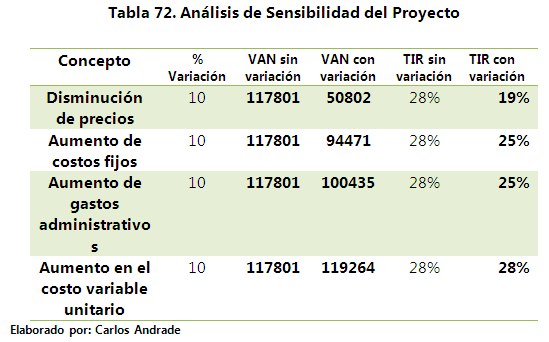 Tabla 72. Análisis de Sensibilidad del Proyecto
Concepto % Variación VAN sin variación VAN con variación TIR sin variación TIR con variación
Disminución de precios 10 117801 50802 28% 19%
Aumento de costos fijos 10 117801 94471 28% 25%
Aumento de gastos administrativos 10 117801 100435 28% 25%
Aumento en el costo variable unitario 10 117801 119264 28% 28%
Elaborado por: Carlos Andrade